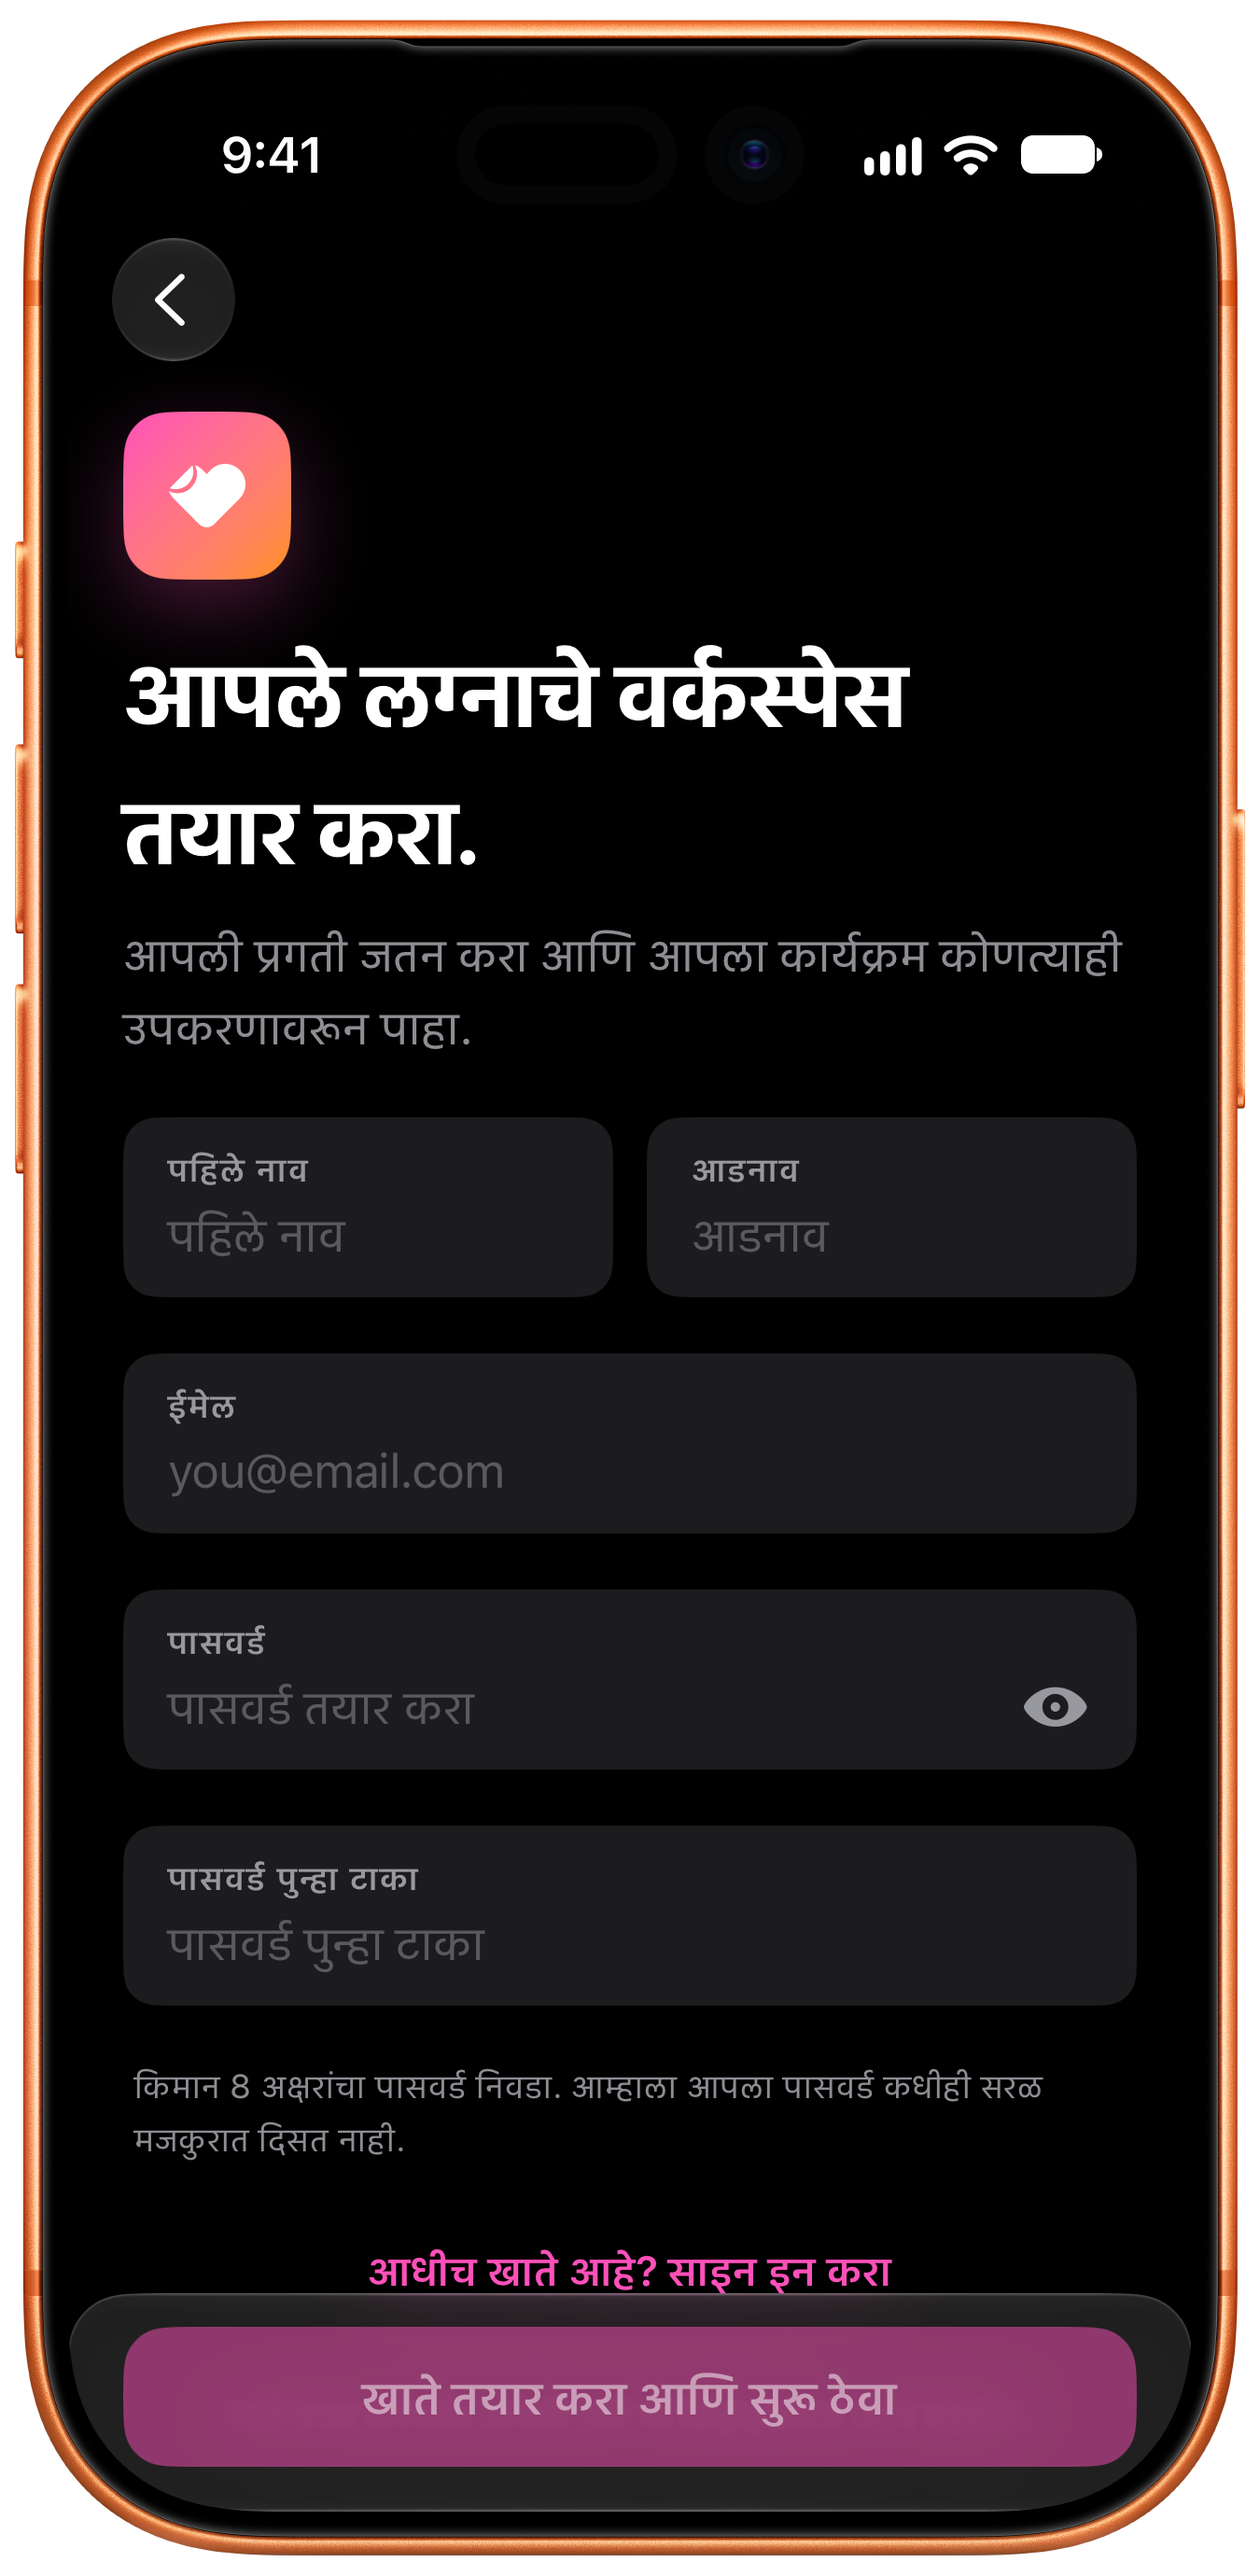 9:41
आपले लग्नाचे वर्कस्पेस
तयार करा.
आपली प्रगती जतन करा आणि आपला कार्यक्रम कोणत्याही
उपकरणावरून पाहा.
पहिले नाव
पहिले नाव
आडनाव
आडनाव
ईमेल
you@email.com
पासवर्ड
पासवर्ड तयार करा
पासवर्ड पुन्हा टाका
पासवर्ड पुन्हा टाका
किमान 8 अक्षरांचा पासवर्ड निवडा. आम्हाला आपला पासवर्ड कधीही सरळ
मजकुरात दिसत नाही.
आधीच खाते आहे? साइन इन करा
खाते तयार करा आणि सुरू ठेवा